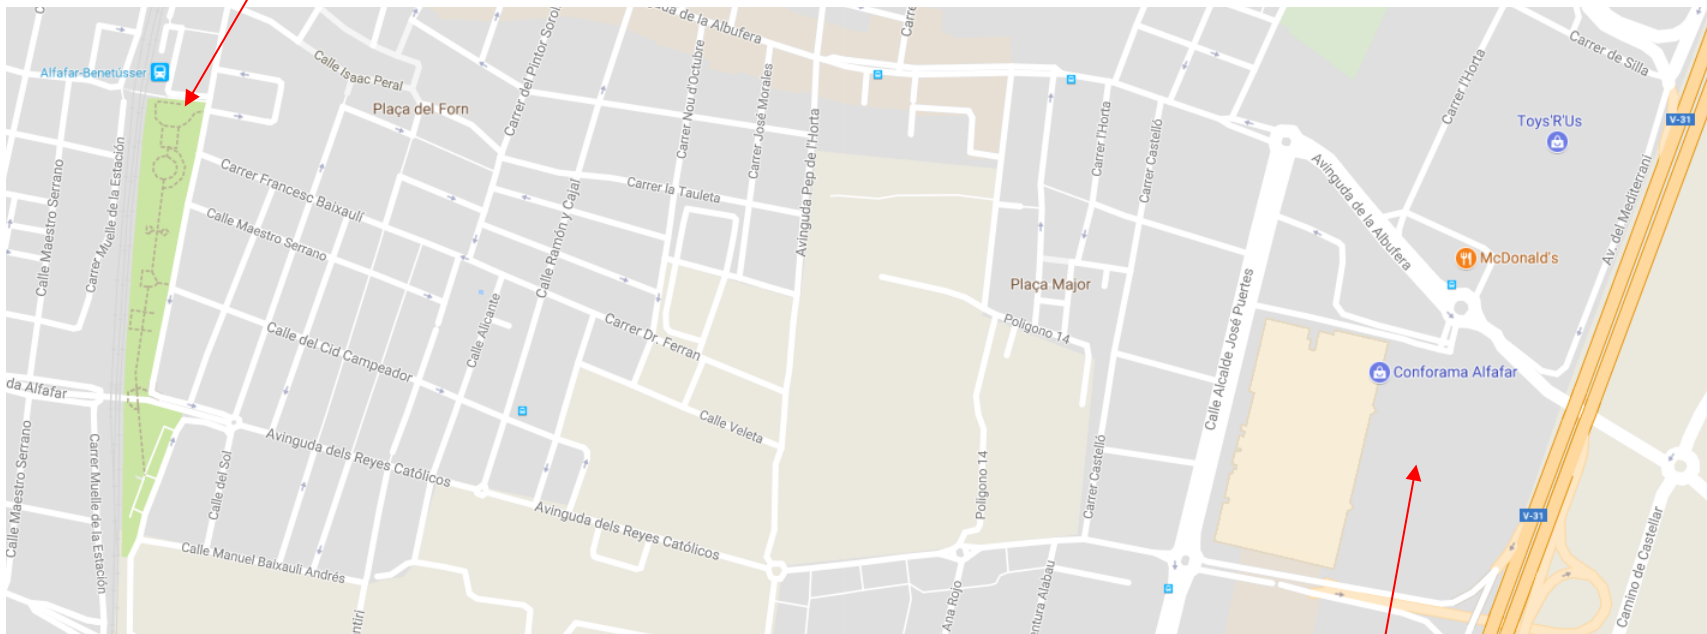 Avinguda de la Albufera
Carrer de Silla
Calle Isaac Peral
Carrer del Pintor Sorol
Alfafar-Benetússer
Plaça del Forn
Carrer Nou d'Octubre
Carrer José Morales
Avinguda Pep de l'Horta
Carrer l'Horta
Carrer Castelló
Carrer l'Horta
Toys'R'Us
V-31
Calle Maestro Serrano
Carrer Muelle de la Estación
Carrer Francesc Baixauli
Calle Maestro Serrano
Carrer la Tauleta
Calle Ramón y Cajal
Avinguda de la Albufera
Av. del Mediterrani
McDonald's
Plaça Major
Poligono 14
Calle del Cid Campeador
Calle Alicante
Carrer Dr. Ferran
Calle Alcalde José Puertes
Conforama Alfafar
da Alfafar
Calle Veleta
Avinguda dels Reyes Católicos
Calle Maestro Serrano
Carrer Muelle de la Estación
Calle del Sol
Poligono 14
Carrer Castelló
V-31
Avinguda dels Reyes Católicos
Calle Manuel Baixauli Andrés
Camino de Castellar
Ana Rojo
entura Alabau
ntiri